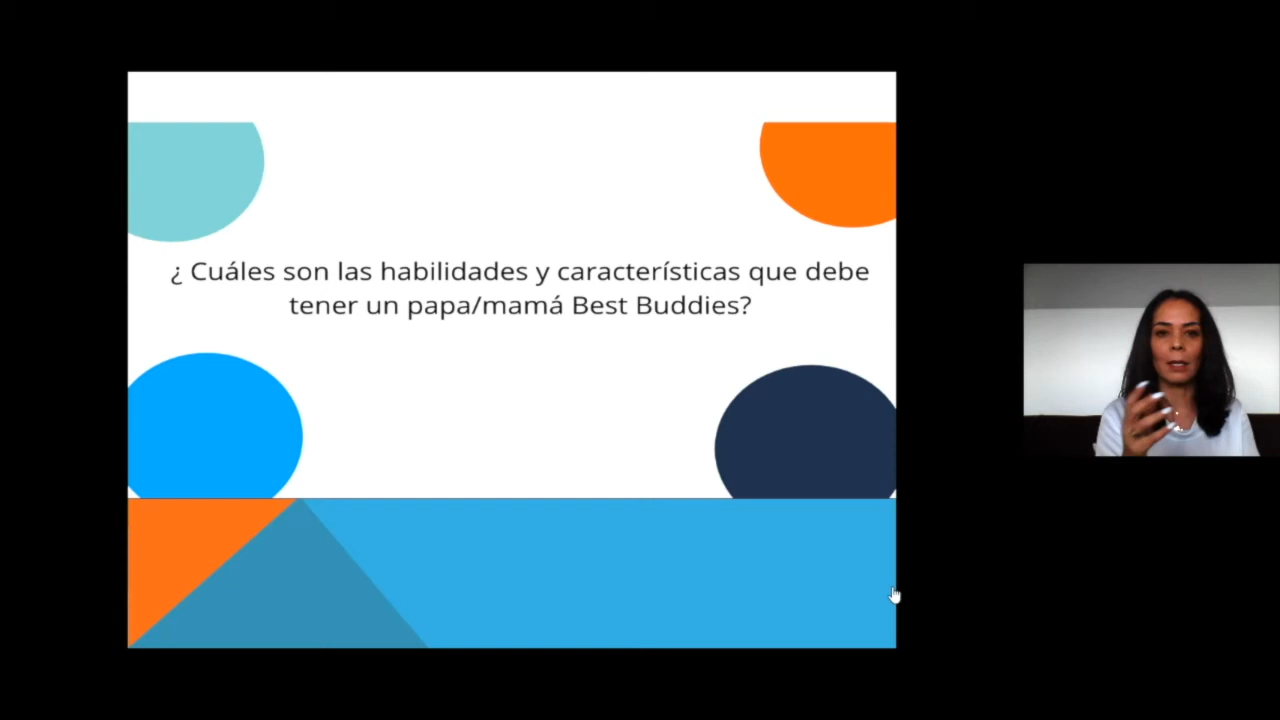 ¿ Cuáles son las habilidades y características que debe
tener un papa/mamá Best Buddies?